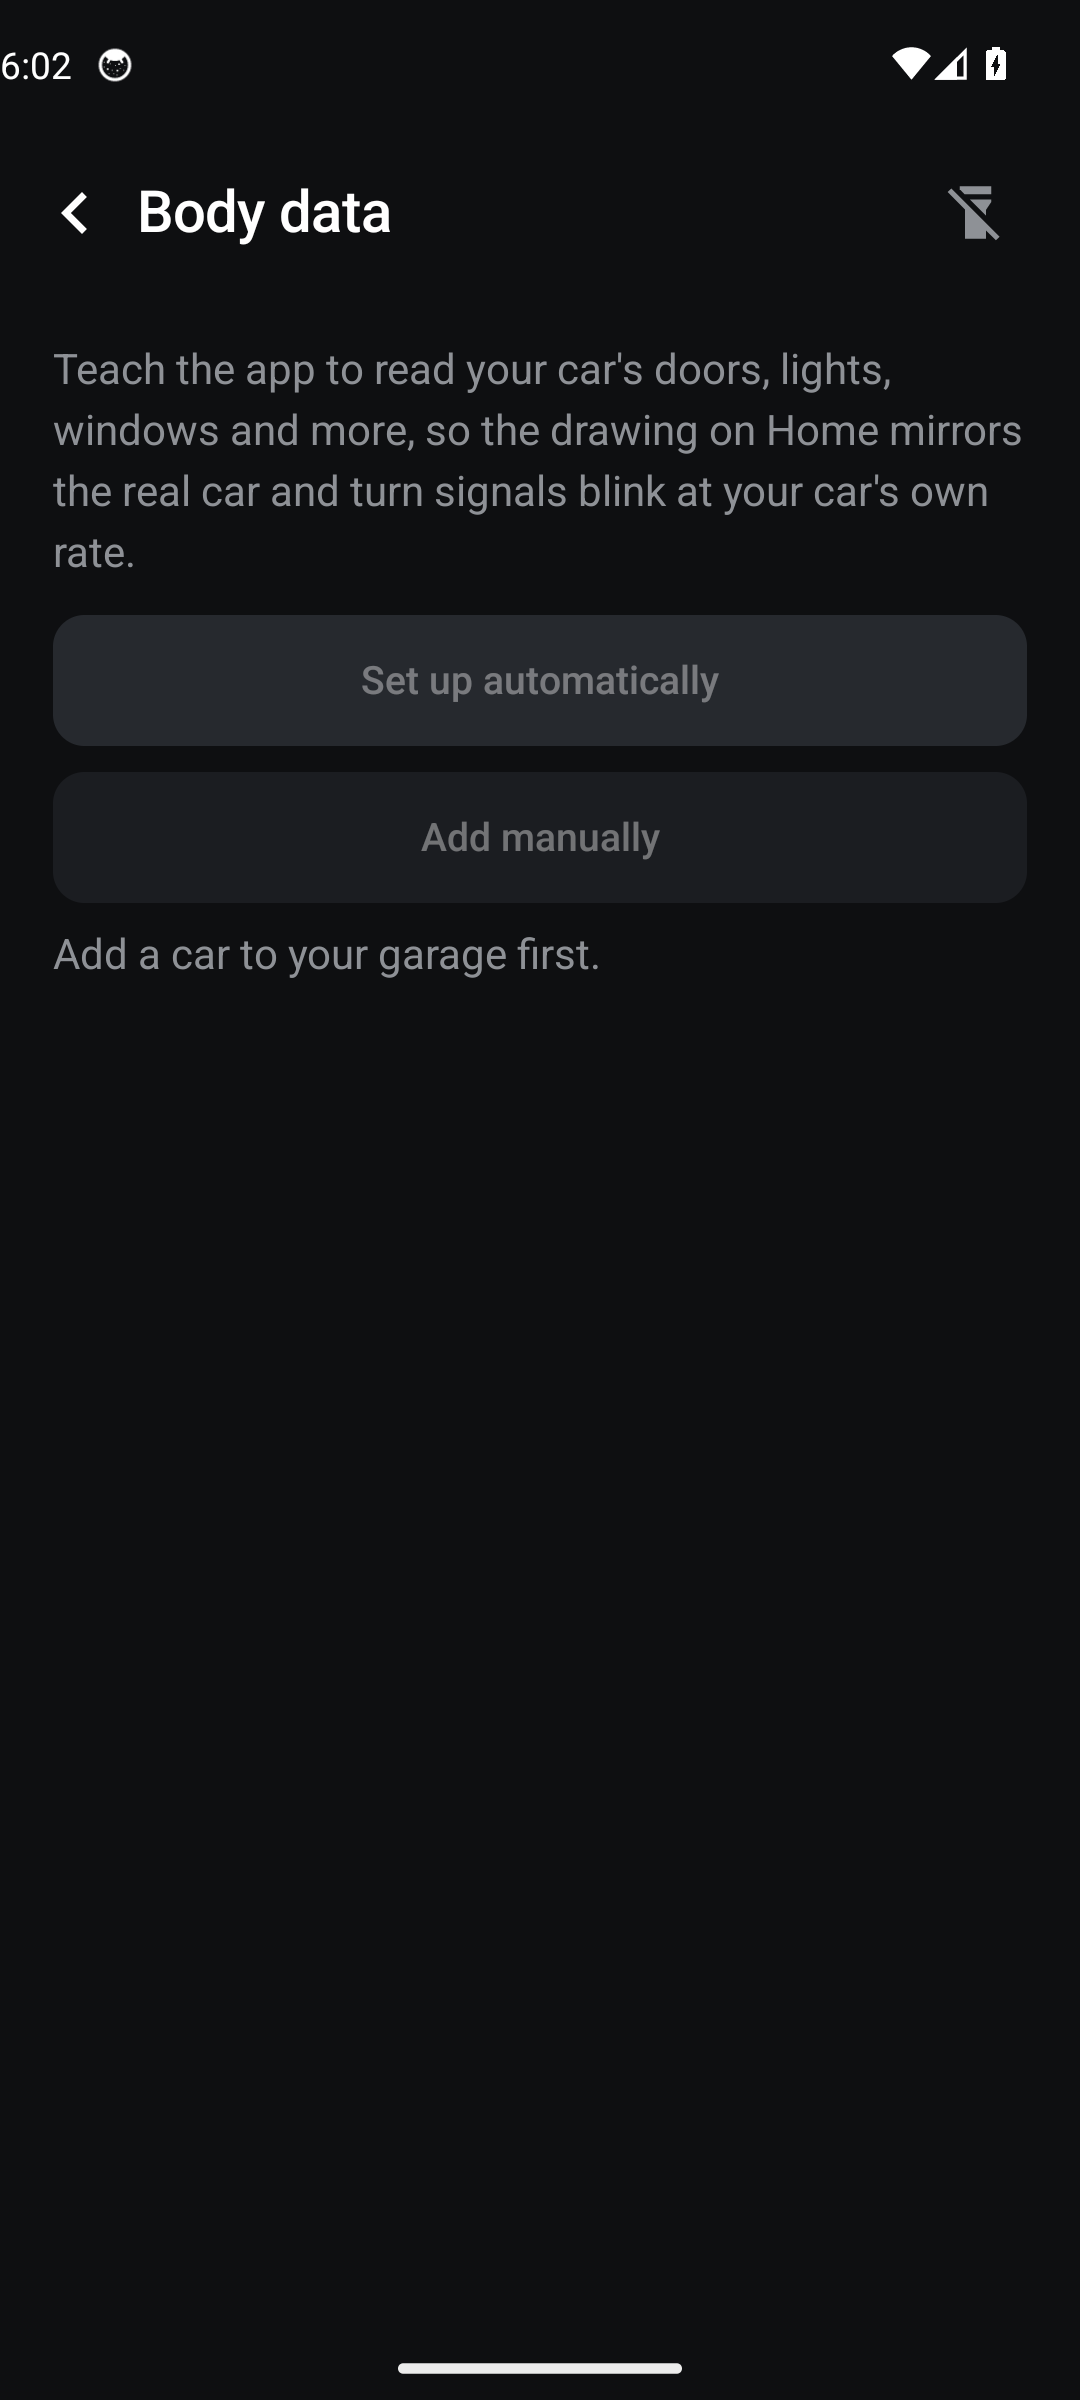 6:02
Body data
Teach the app to read your car's doors, lights,
windows and more, so the drawing on Home mirrors
the real car and turn signals blink at your car's own
rate.
Set up automatically
Add manually
Add a car to your garage first.